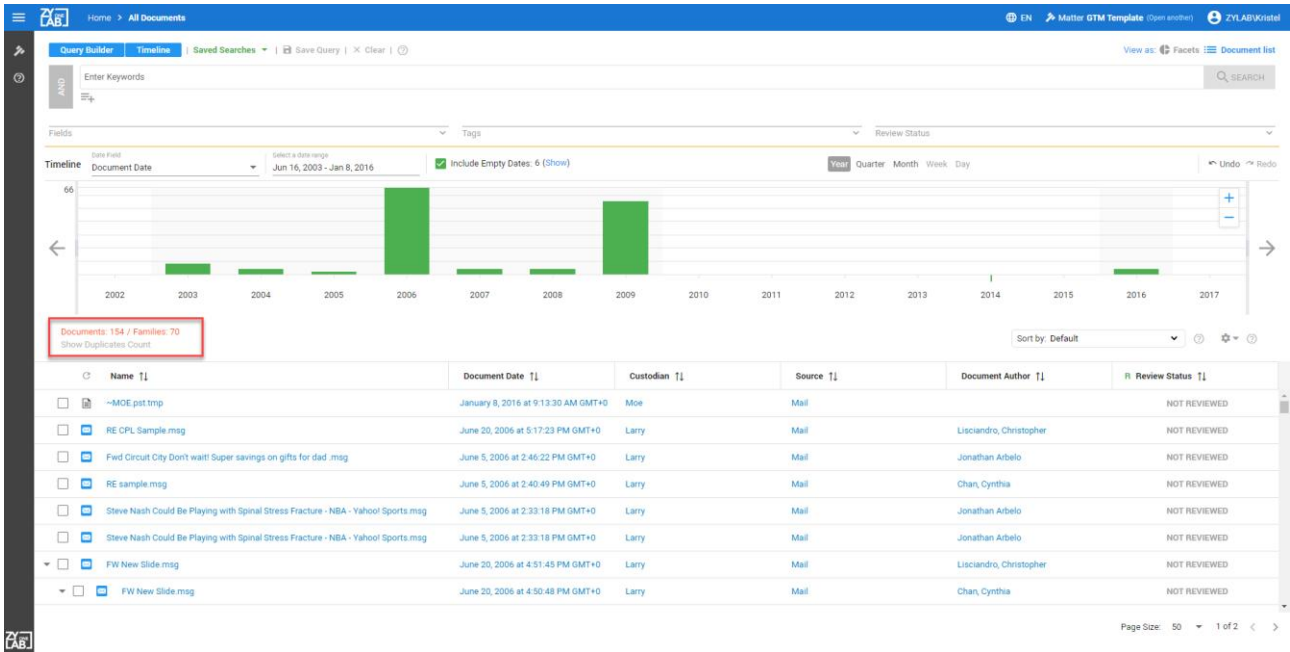 ZyLAB ONE Home > All Documents EN Matter GTM Template (Open another) ZYLAB\Kristel
Query Builder Timeline | Saved Searches | Save Query | × Clear | View as: Facets Document list
AND Enter Keywords SEARCH
Fields Tags Review Status
Date Field Select a date range
Timeline Document Date Jun 16, 2003 - Jan 8, 2016 Include Empty Dates: 6 (Show) Year Quarter Month Week Day Undo Redo
66
+
−
2002 2003 2004 2005 2006 2007 2008 2009 2010 2011 2012 2013 2014 2015 2016 2017
Documents: 154 / Families: 70
Show Duplicates Count
Sort by: Default
Name Document Date Custodian Source Document Author R Review Status
~MOE.pst.tmp January 8, 2016 at 9:13:30 AM GMT+0 Moe Mail NOT REVIEWED
RE CPL Sample.msg June 20, 2006 at 5:17:23 PM GMT+0 Larry Mail Lisciandro, Christopher NOT REVIEWED
Fwd Circuit City Don't wait! Super savings on gifts for dad .msg June 5, 2006 at 2:46:22 PM GMT+0 Larry Mail Jonathan Arbelo NOT REVIEWED
RE sample.msg June 5, 2006 at 2:40:49 PM GMT+0 Larry Mail Chan, Cynthia NOT REVIEWED
Steve Nash Could Be Playing with Spinal Stress Fracture - NBA - Yahoo! Sports.msg June 5, 2006 at 2:33:18 PM GMT+0 Larry Mail Jonathan Arbelo NOT REVIEWED
Steve Nash Could Be Playing with Spinal Stress Fracture - NBA - Yahoo! Sports.msg June 5, 2006 at 2:33:18 PM GMT+0 Larry Mail Jonathan Arbelo NOT REVIEWED
FW New Slide.msg June 20, 2006 at 4:51:45 PM GMT+0 Larry Mail Lisciandro, Christopher NOT REVIEWED
FW New Slide.msg June 20, 2006 at 4:50:48 PM GMT+0 Larry Mail Chan, Cynthia NOT REVIEWED
Page Size: 50 1 of 2 < >
ZyLAB ONE